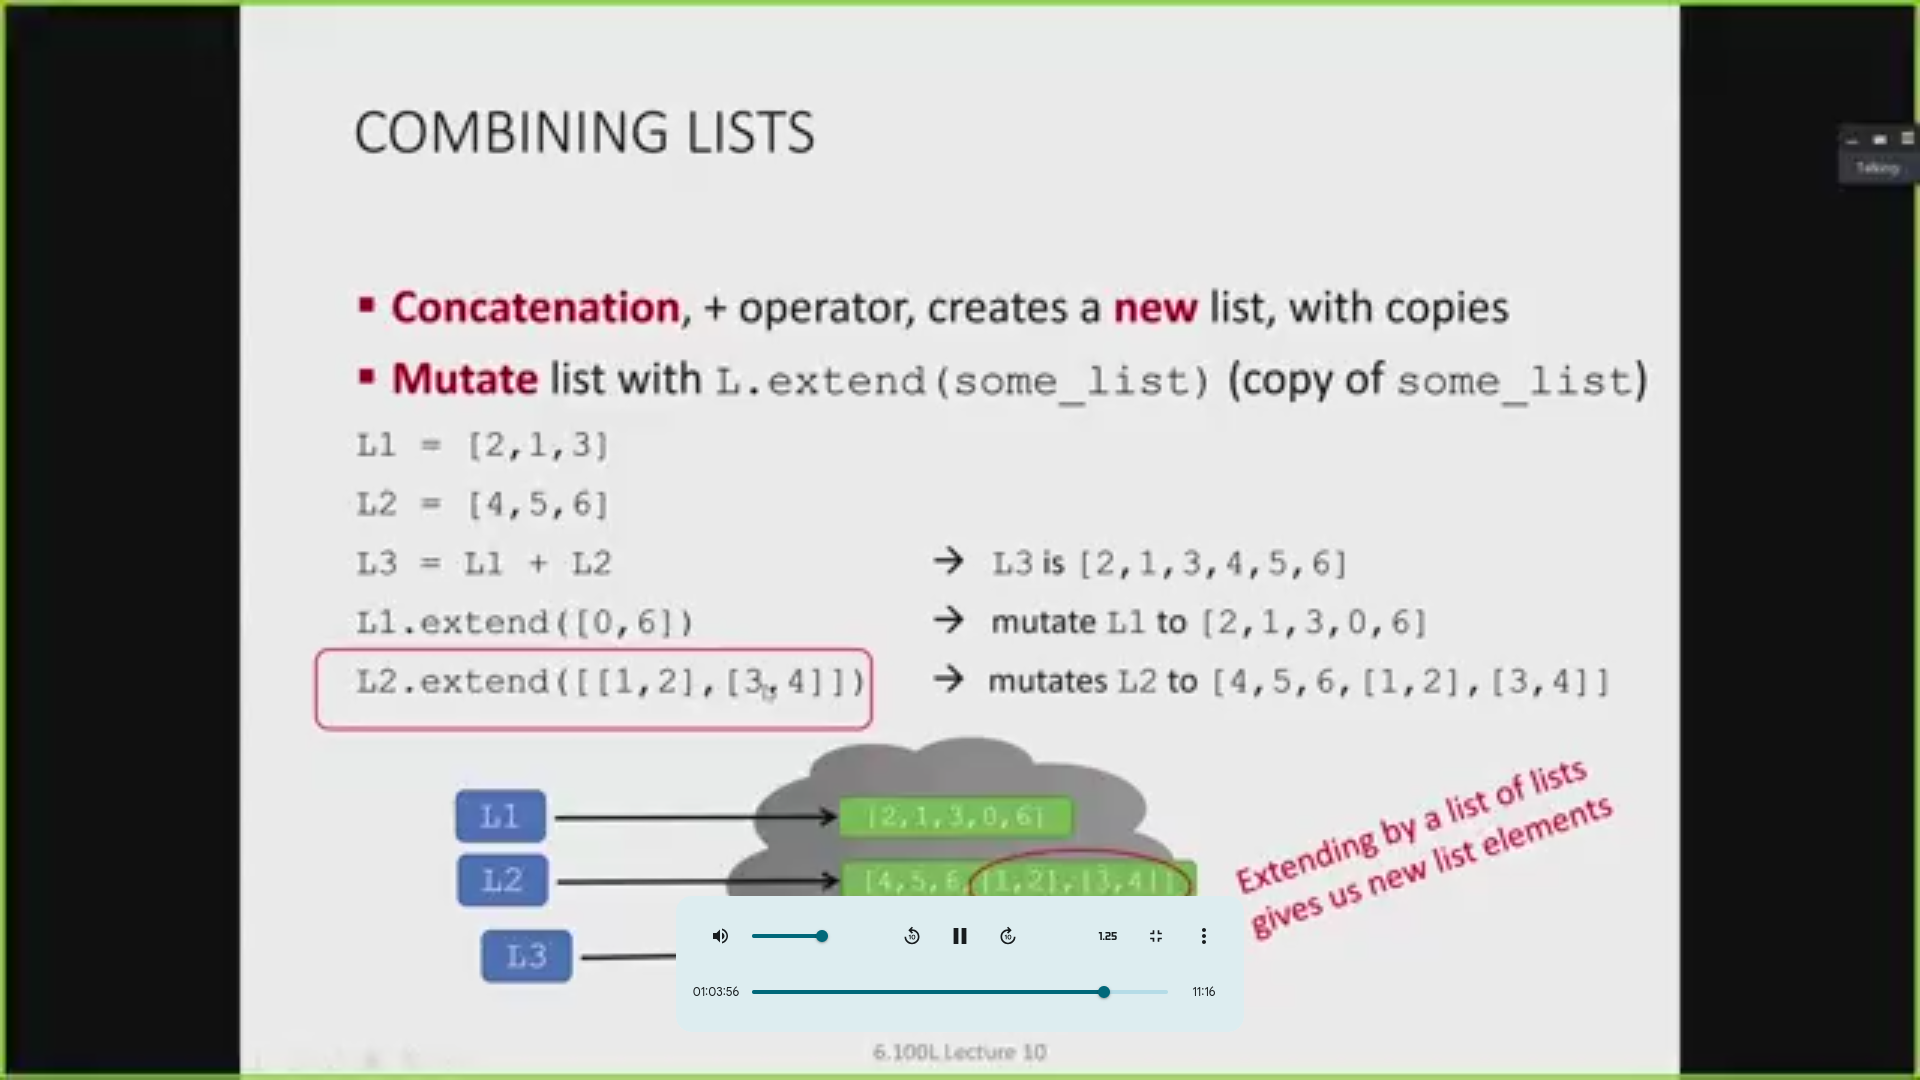 Talking:
COMBINING LISTS
▪ Concatenation, + operator, creates a new list, with copies
▪ Mutate list with L.extend(some_list) (copy of some_list)
L1 = [2,1,3]
L2 = [4,5,6]
L3 = L1 + L2 → L3 is [2,1,3,4,5,6]
L1.extend([0,6]) → mutate L1 to [2,1,3,0,6]
L2.extend([[1,2],[3,4]]) → mutates L2 to [4,5,6,[1,2],[3,4]]
L1 [2,1,3,0,6]
L2 [4,5,6,[1,2],[3,4]]
L3
Extending by a list of lists
gives us new list elements
10 10 1.25
01:03:56 11:16
6.100L Lecture 10